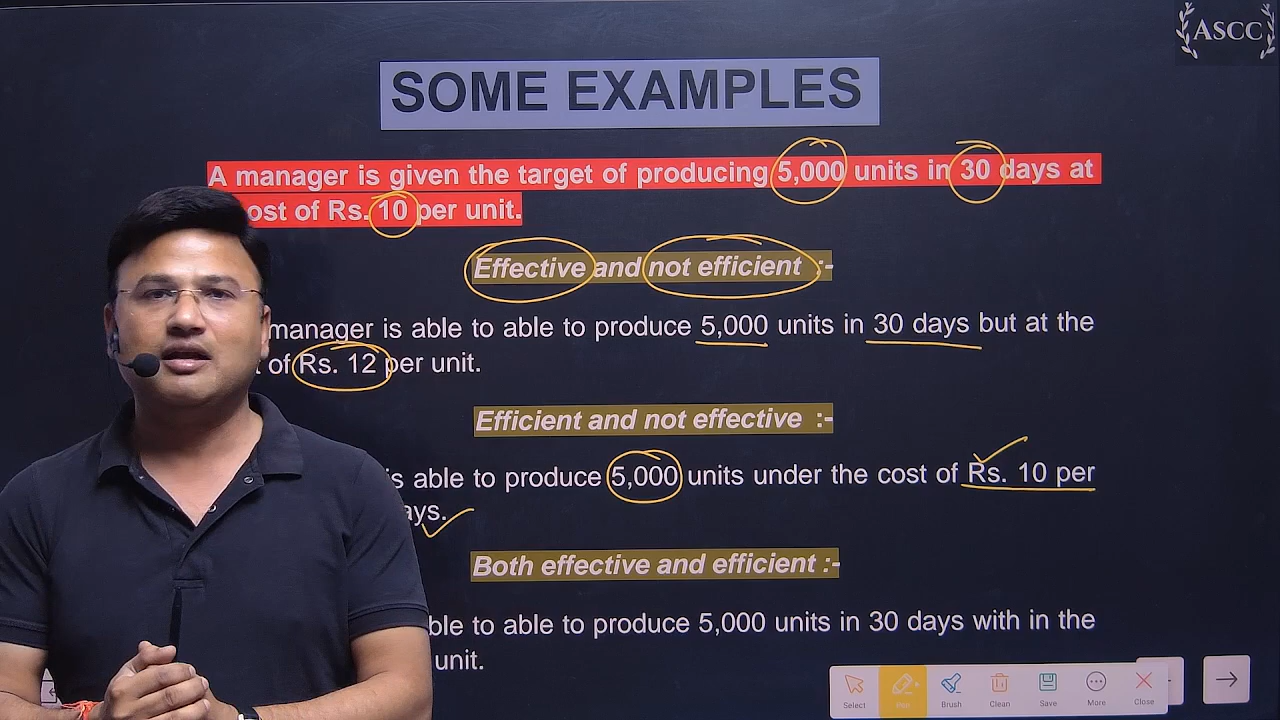 ASCC
SOME EXAMPLES
A manager is given the target of producing 5,000 units in 30 days at
cost of Rs. 10 per unit.
Effective and not efficient :-
manager is able to able to produce 5,000 units in 30 days but at the
of Rs. 12 per unit.
Efficient and not effective :-
able to produce 5,000 units under the cost of Rs. 10 per
Both effective and efficient :-
to able to produce 5,000 units in 30 days with in the
unit.
Select Brush Clean Save More Close